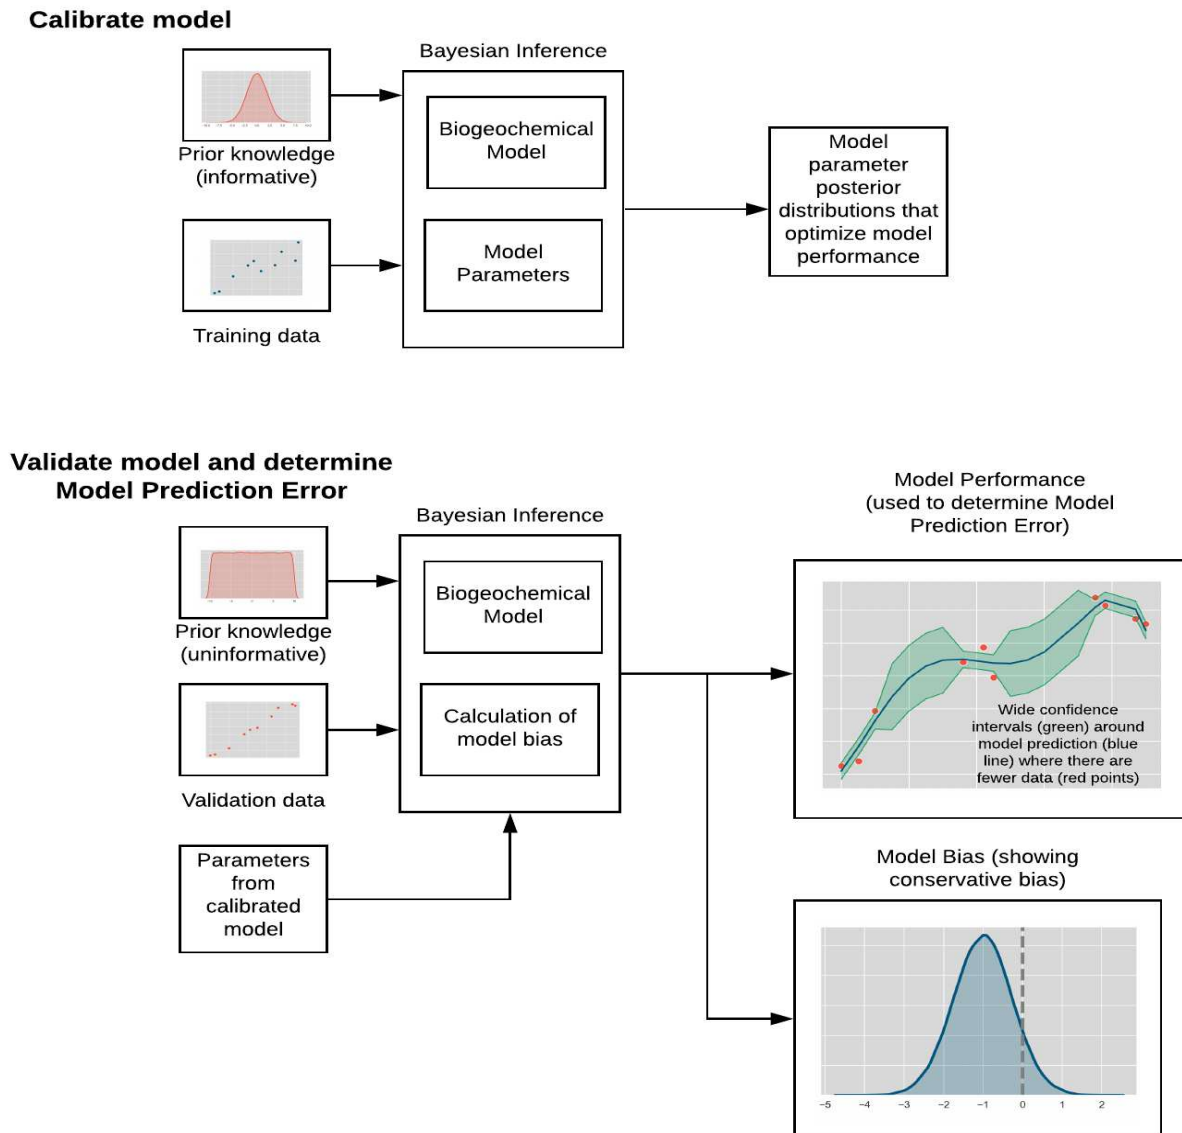 Calibrate model
Bayesian Inference
Prior knowledge
(informative)
Training data
Biogeochemical
Model
Model
Parameters
Model
parameter
posterior
distributions that
optimize model
performance
Validate model and determine
Model Prediction Error
Bayesian Inference
Prior knowledge
(uninformative)
Validation data
Parameters
from
calibrated
model
Biogeochemical
Model
Calculation of
model bias
Model Performance
(used to determine Model
Prediction Error)
Wide confidence
intervals (green) around
model prediction (blue
line) where there are
fewer data (red points)
Model Bias (showing
conservative bias)
−5 −4 −3 −2 −1 0 1 2